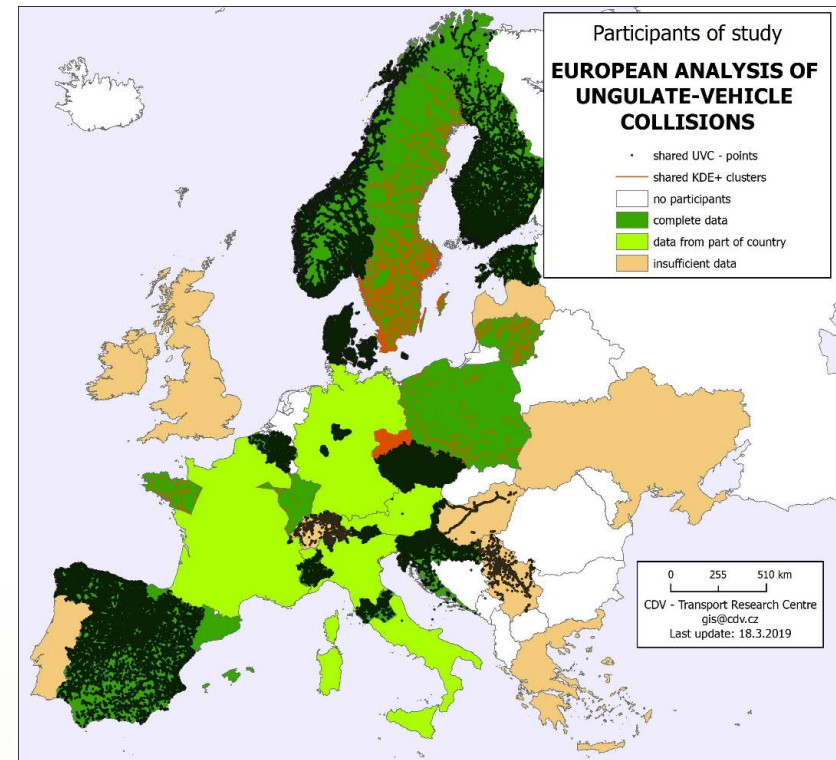 Participants of study
EUROPEAN ANALYSIS OF
UNGULATE-VEHICLE
COLLISIONS
shared UVC - points
shared KDE+ clusters
no participants
complete data
data from part of country
insufficient data
0 255 510 km
CDV - Transport Research Centre
gis@cdv.cz
Last update: 18.3.2019